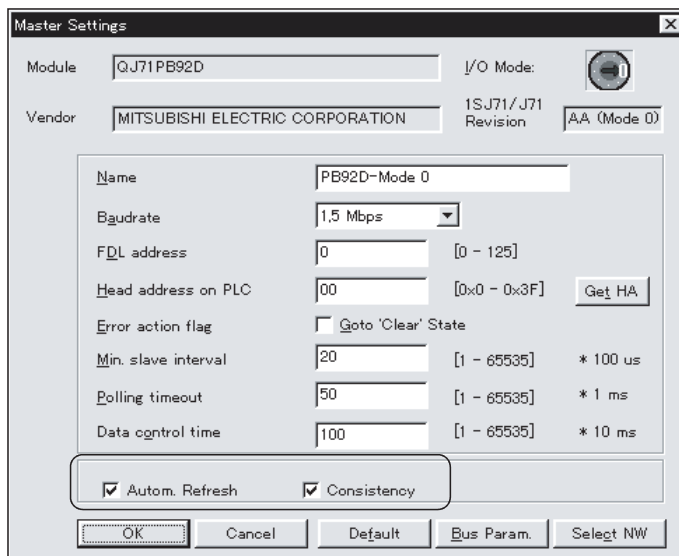 Master Settings
Module QJ71PB92D I/O Mode: 0
Vendor MITSUBISHI ELECTRIC CORPORATION 1SJ71/J71 Revision AA (Mode 0)
Name PB92D-Mode 0
Baudrate 1,5 Mbps
FDL address 0 [0 - 125]
Head address on PLC 00 [0x0 - 0x3F] Get HA
Error action flag Goto 'Clear' State
Min. slave interval 20 [1 - 65535] * 100 us
Polling timeout 50 [1 - 65535] * 1 ms
Data control time 100 [1 - 65535] * 10 ms
Autom. Refresh Consistency
OK Cancel Default Bus Param. Select NW